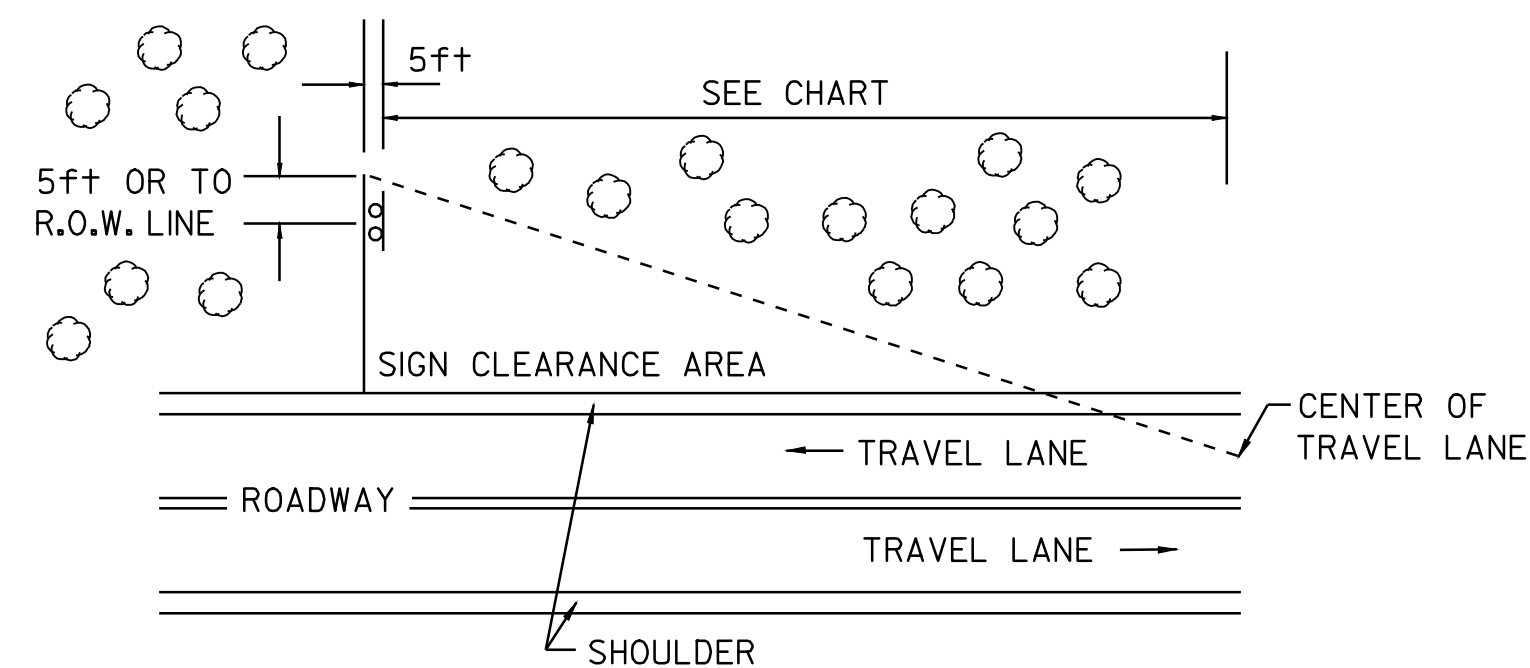 5ft
SEE CHART
5ft OR TO
R.O.W. LINE
SIGN CLEARANCE AREA
CENTER OF
TRAVEL LANE
TRAVEL LANE
ROADWAY
TRAVEL LANE
SHOULDER